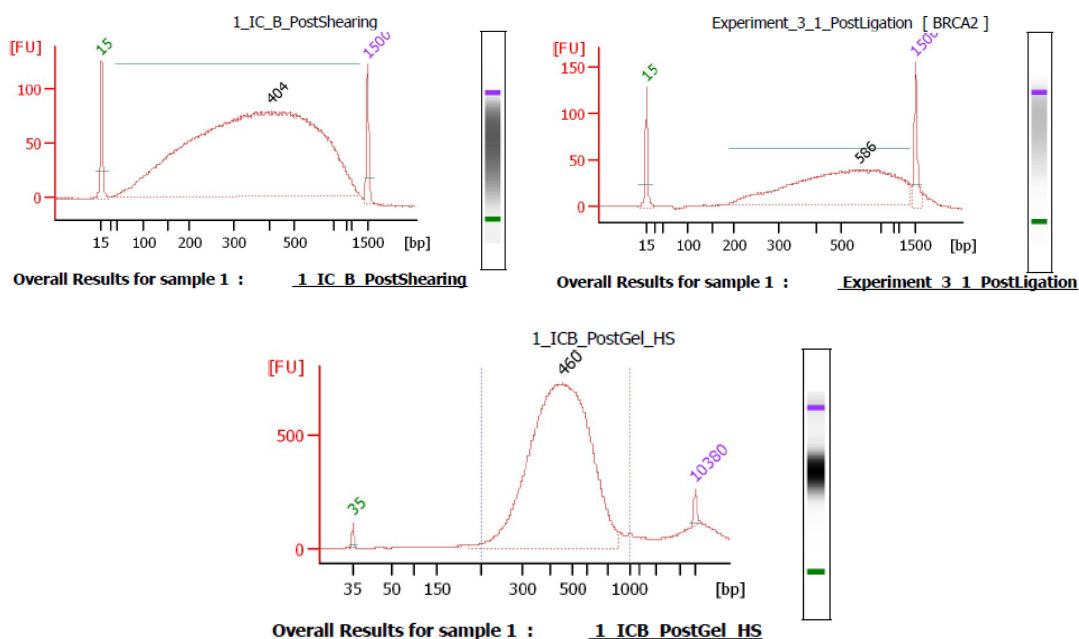 1_IC_B_PostShearing
[FU]
15
1500
404
100
50
0
15 100 200 300 500 1500 [bp]
Overall Results for sample 1 : 1_IC_B_PostShearing
Experiment_3_1_PostLigation [ BRCA2 ]
[FU]
15
1500
586
150
100
50
0
15 100 200 300 500 1500 [bp]
Overall Results for sample 1 : Experiment_3_1_PostLigation
1_ICB_PostGel_HS
[FU]
460
500
10380
35
0
35 50 150 300 500 1000 [bp]
Overall Results for sample 1 : 1_ICB_PostGel_HS